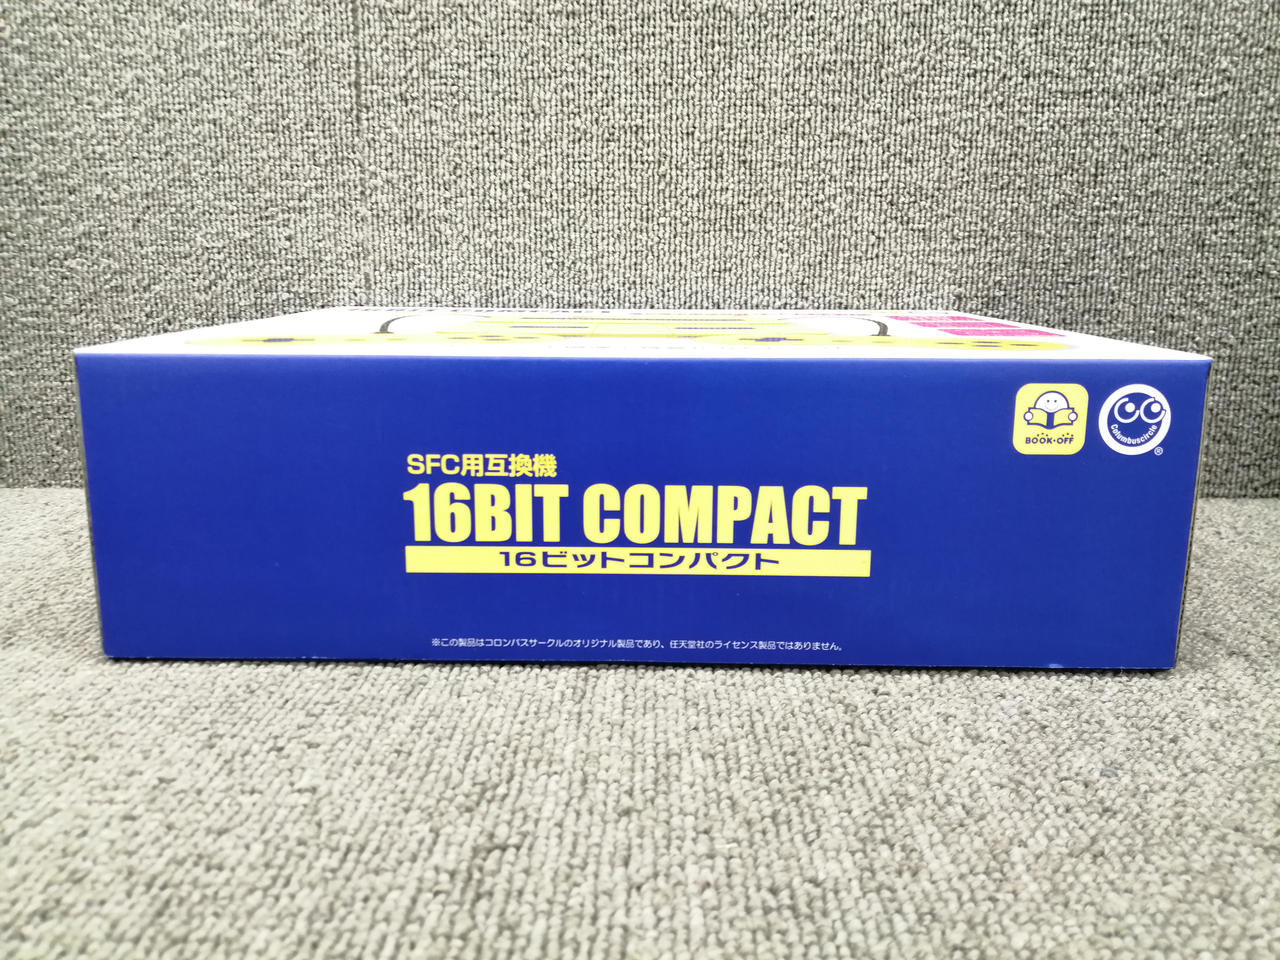 BOOK・OFF
Columbuscircle
®
SFC用互換機
16BIT COMPACT
16ビットコンパクト
※この製品はコロンバスサークルのオリジナル製品であり、任天堂社のライセンス製品ではありません。